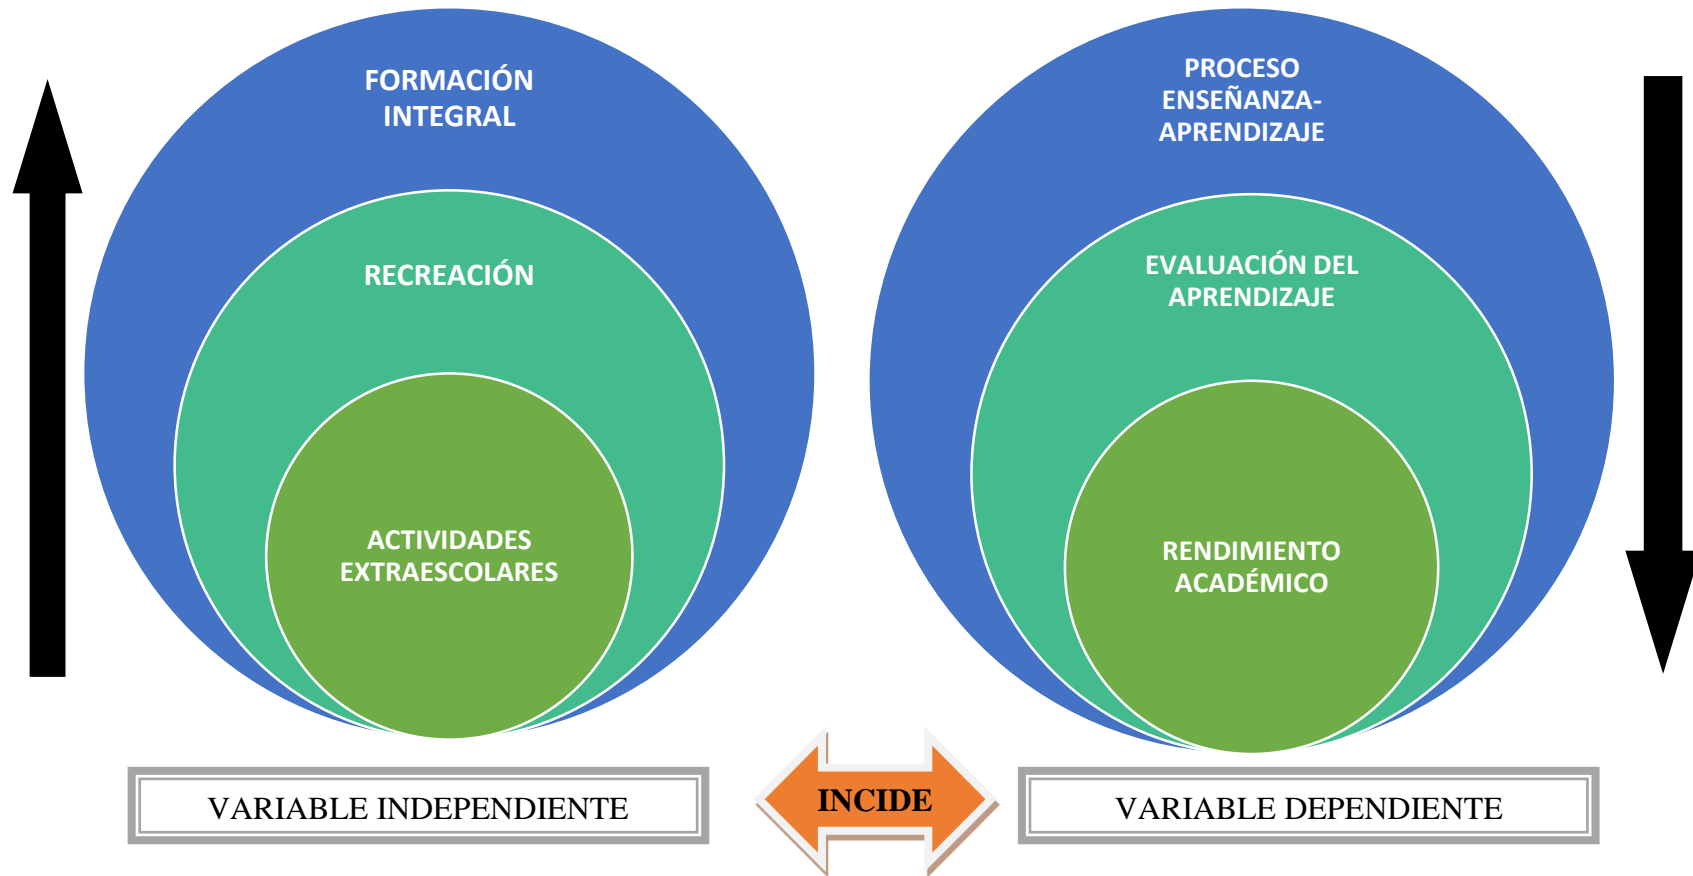 FORMACIÓN
INTEGRAL
RECREACIÓN
ACTIVIDADES
EXTRAESCOLARES
PROCESO
ENSEÑANZA-
APRENDIZAJE
EVALUACIÓN DEL
APRENDIZAJE
RENDIMIENTO
ACADÉMICO
VARIABLE INDEPENDIENTE
INCIDE
VARIABLE DEPENDIENTE